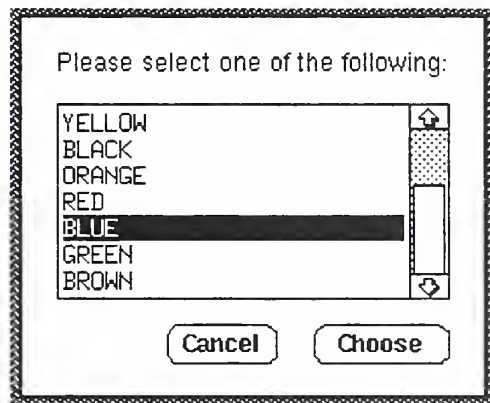 Please select one of the following:
YELLOW
BLACK
ORANGE
RED
BLUE
GREEN
BROWN
Cancel Choose